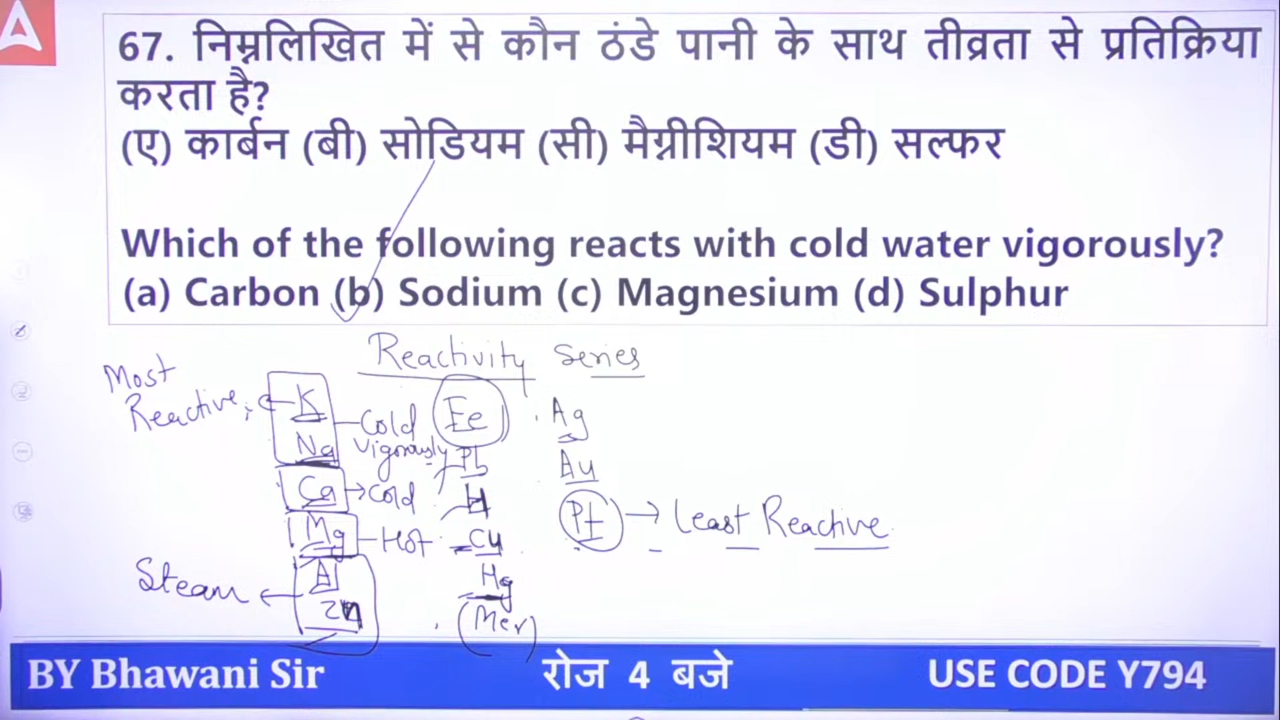 67. निम्नलिखित में से कौन ठंडे पानी के साथ तीव्रता से प्रतिक्रिया
करता है?
(ए) कार्बन (बी) सोडियम (सी) मैग्नीशियम (डी) सल्फर
Which of the following reacts with cold water vigorously?
(a) Carbon (b) Sodium (c) Magnesium (d) Sulphur
Reactivity Series
Most
Reactive
K
Na
Cold
Vigorously
Ca
Cold
Mg
Hot
Al
Zn
Steam
Fe
Pb
H
Cu
Hg
(Mer)
Ag
Au
Pt
Least Reactive
BY Bhawani Sir
रोज 4 बजे
USE CODE Y794